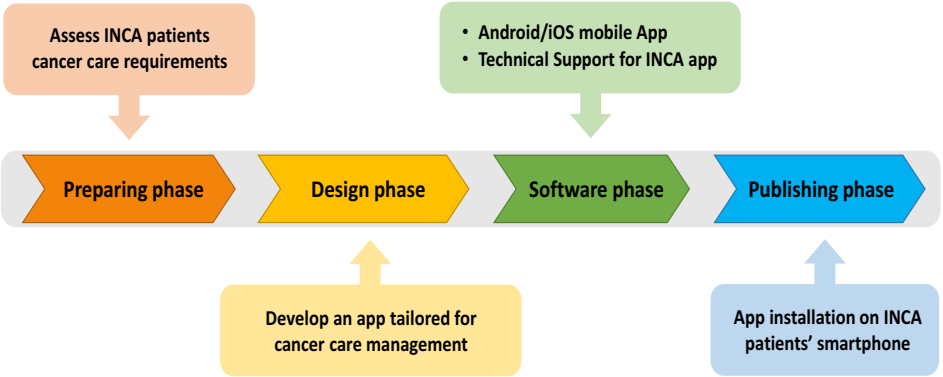 Assess INCA patients
cancer care requirements
• Android/iOS mobile App
• Technical Support for INCA app
Preparing phase
Design phase
Software phase
Publishing phase
Develop an app tailored for
cancer care management
App installation on INCA
patients’ smartphone